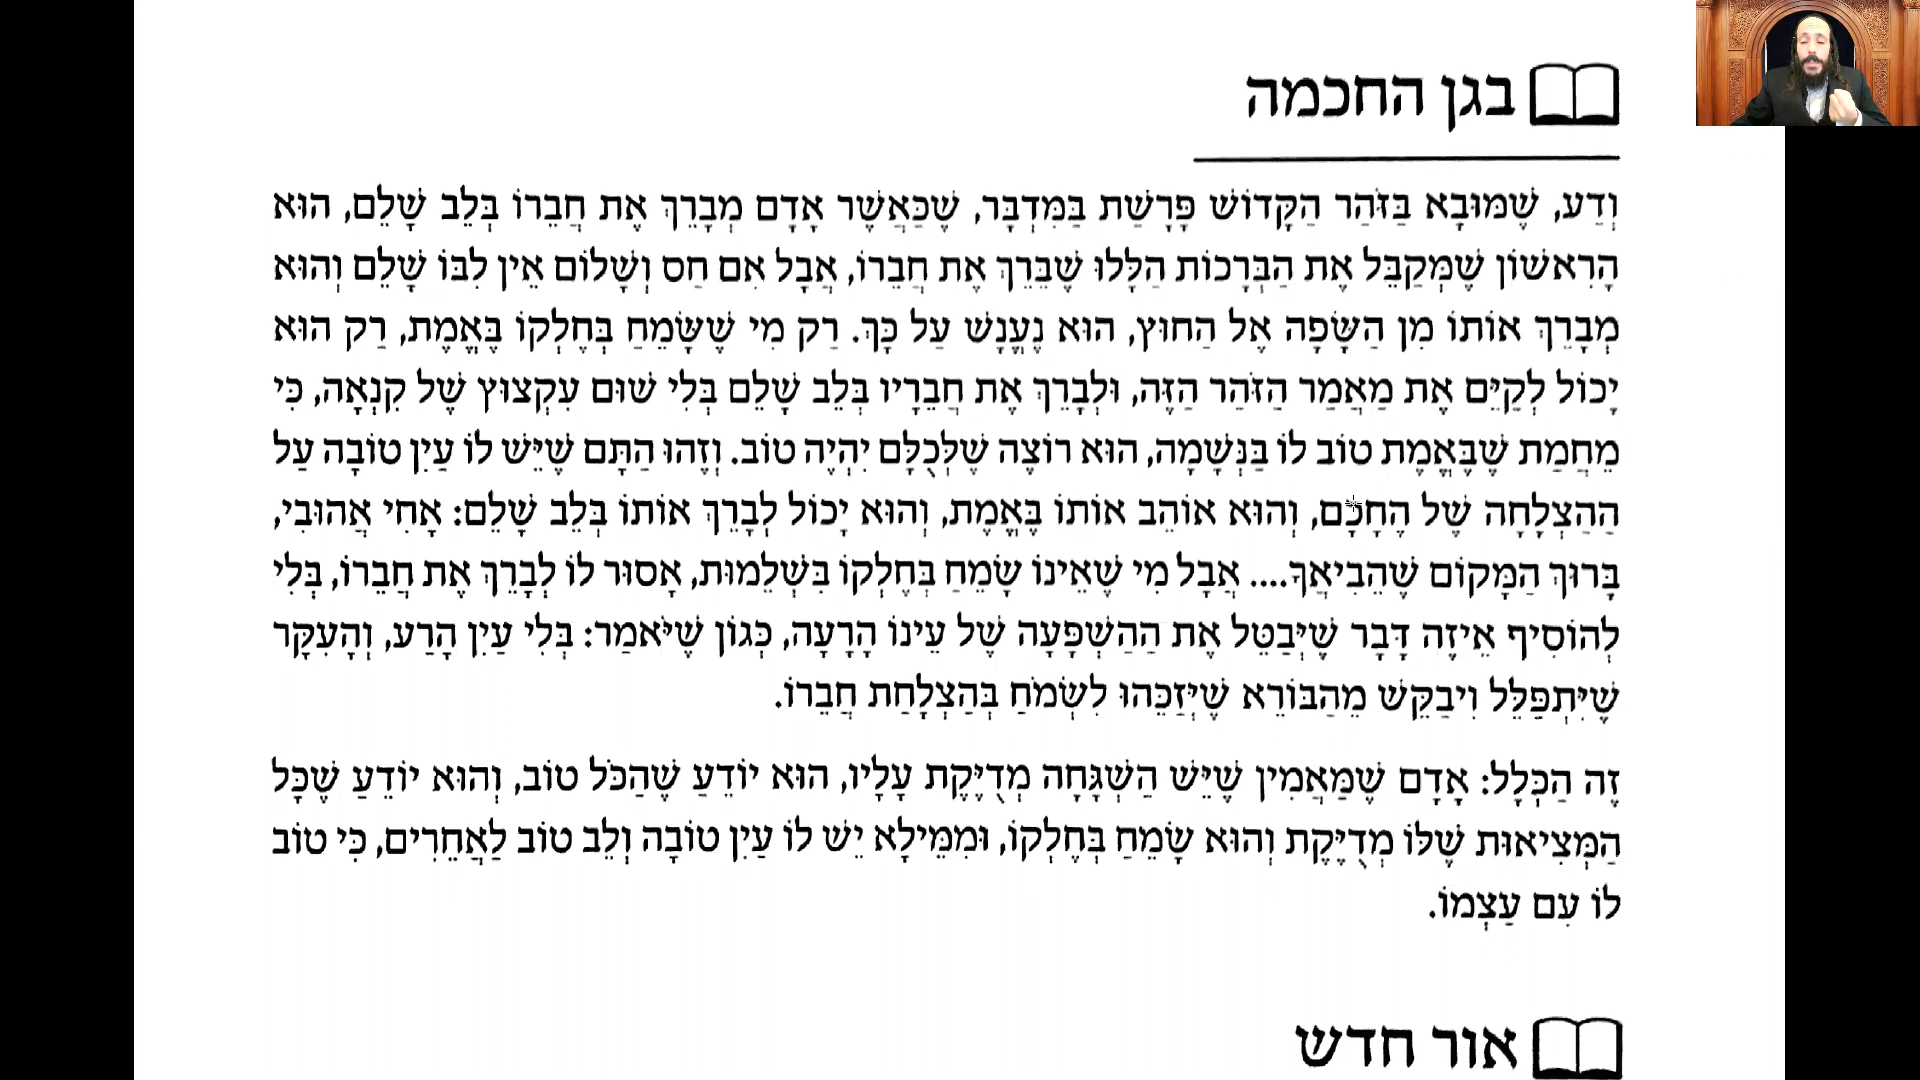 בגן החכמה
וְדַע, שֶׁמּוּבָא בַּזֹּהַר הַקָּדוֹשׁ פָּרָשַׁת בַּמִּדְבָּר, שֶׁכַּאֲשֶׁר אָדָם מְבָרֵךְ אֶת חֲבֵרוֹ בְּלֵב שָׁלֵם, הוּא
הָרִאשׁוֹן שֶׁמְּקַבֵּל אֶת הַבְּרָכוֹת הַלָּלוּ שֶׁבֵּרֵךְ אֶת חֲבֵרוֹ, אֲבָל אִם חַס וְשָׁלוֹם אֵין לִבּוֹ שָׁלֵם וְהוּא
מְבָרֵךְ אוֹתוֹ מִן הַשָּׂפָה אֶל הַחוּץ, הוּא נֶעֱנָשׁ עַל כָּךְ. רַק מִי שֶׁשָּׂמֵחַ בְּחֶלְקוֹ בֶּאֱמֶת, רַק הוּא
יָכוֹל לְקַיֵּם אֶת מַאֲמַר הַזֹּהַר הַזֶּה, וּלְבָרֵךְ אֶת חֲבֵרָיו בְּלֵב שָׁלֵם בְּלִי שׁוּם עִקְצוּץ שֶׁל קִנְאָה, כִּי
מֵחֲמַת שֶׁבֶּאֱמֶת טוֹב לוֹ בַּנְּשָׁמָה, הוּא רוֹצֶה שֶׁלְּכֻלָּם יִהְיֶה טוֹב. וְזֶהוּ הַתָּם שֶׁיֵּשׁ לוֹ עַיִן טוֹבָה עַל
הַהַצְלָחָה שֶׁל הֶחָכָם, וְהוּא אוֹהֵב אוֹתוֹ בֶּאֱמֶת, וְהוּא יָכוֹל לְבָרֵךְ אוֹתוֹ בְּלֵב שָׁלֵם: אָחִי אֲהוּבִי,
בָּרוּךְ הַמָּקוֹם שֶׁהֵבִיאֲךָ.... אֲבָל מִי שֶׁאֵינוֹ שָׂמֵחַ בְּחֶלְקוֹ בִּשְׁלֵמוּת, אָסוּר לוֹ לְבָרֵךְ אֶת חֲבֵרוֹ, בְּלִי
לְהוֹסִיף אֵיזֶה דָּבָר שֶׁיְּבַטֵּל אֶת הַהַשְׁפָּעָה שֶׁל עֵינוֹ הָרָעָה, כְּגוֹן שֶׁיֹּאמַר: בְּלִי עַיִן הָרַע, וְהָעִקָּר
שֶׁיִּתְפַּלֵּל וִיבַקֵּשׁ מֵהַבּוֹרֵא שֶׁיְּזַכֵּהוּ לִשְׂמֹחַ בְּהַצְלָחַת חֲבֵרוֹ.
זֶה הַכְּלָל: אָדָם שֶׁמַּאֲמִין שֶׁיֵּשׁ הַשְׁגָּחָה מְדֻיֶּקֶת עָלָיו, הוּא יוֹדֵעַ שֶׁהַכֹּל טוֹב, וְהוּא יוֹדֵעַ שֶׁכָּל
הַמְּצִיאוּת שֶׁלּוֹ מְדֻיֶּקֶת וְהוּא שָׂמֵחַ בְּחֶלְקוֹ, וּמִמֵּילָא יֵשׁ לוֹ עַיִן טוֹבָה וְלֵב טוֹב לַאֲחֵרִים, כִּי טוֹב
לוֹ עִם עַצְמוֹ.
אור חדש